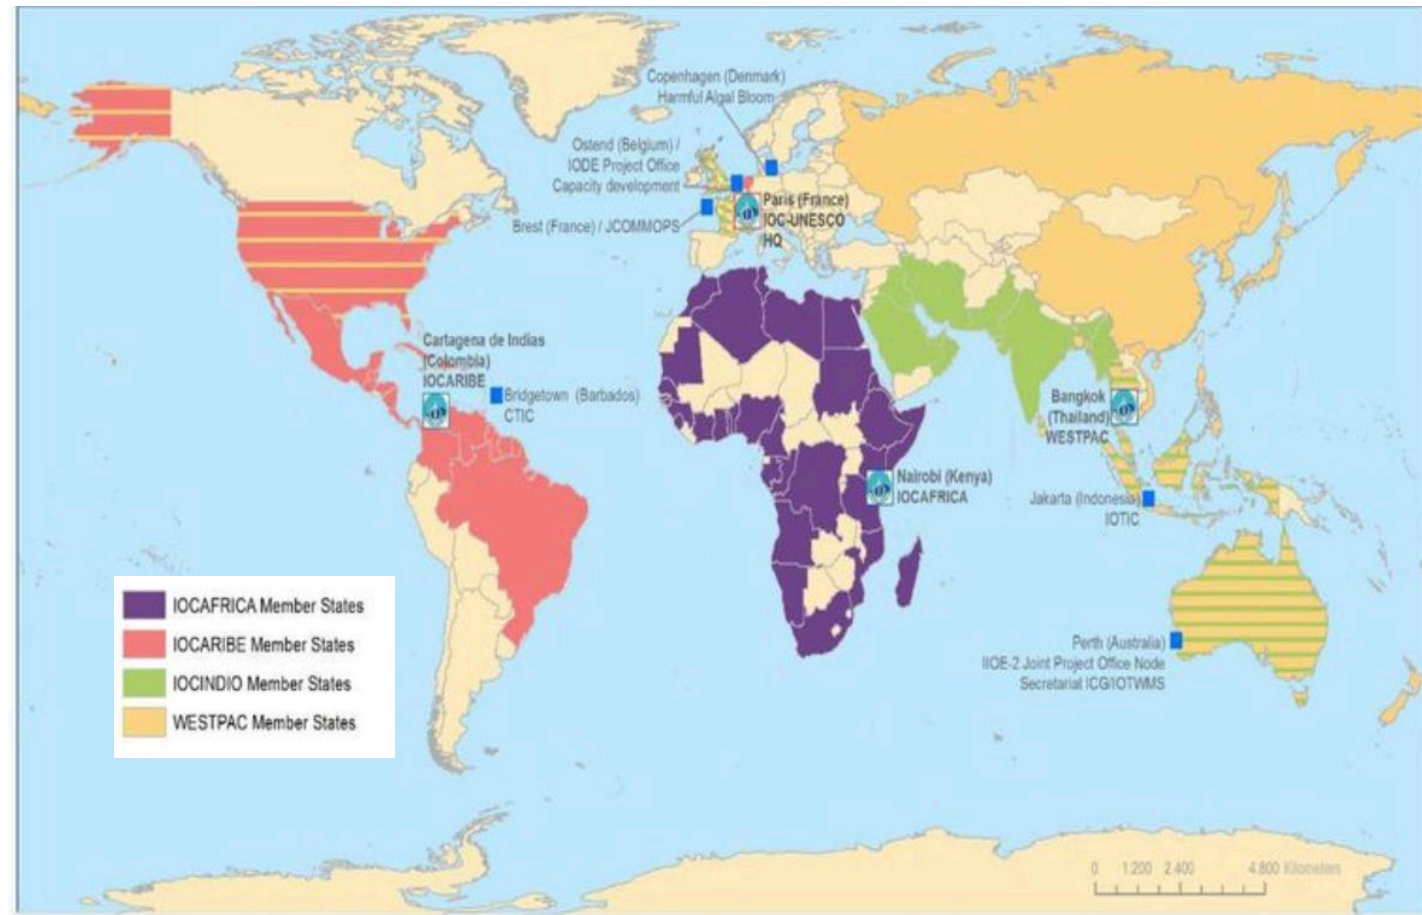 Copenhagen (Denmark)
Harmful Algal Bloom
Ostend (Belgium) /
IODE Project Office
Capacity development
Brest (France) / JCOMMOPS
Paris (France)
IOC-UNESCO
HQ
Cartagena de Indias
(Colombia)
IOCARIBE
Bridgetown (Barbados)
CTIC
Bangkok
(Thailand)
WESTPAC
Nairobi (Kenya)
IOCAFRICA
Jakarta (Indonesia)
IOTIC
Perth (Australia)
IIOE-2 Joint Project Office Node
Secretariat ICG/IOTWMS
IOCAFRICA Member States
IOCARIBE Member States
IOCINDIO Member States
WESTPAC Member States
0 1.200 2.400 4.800 Kilometers